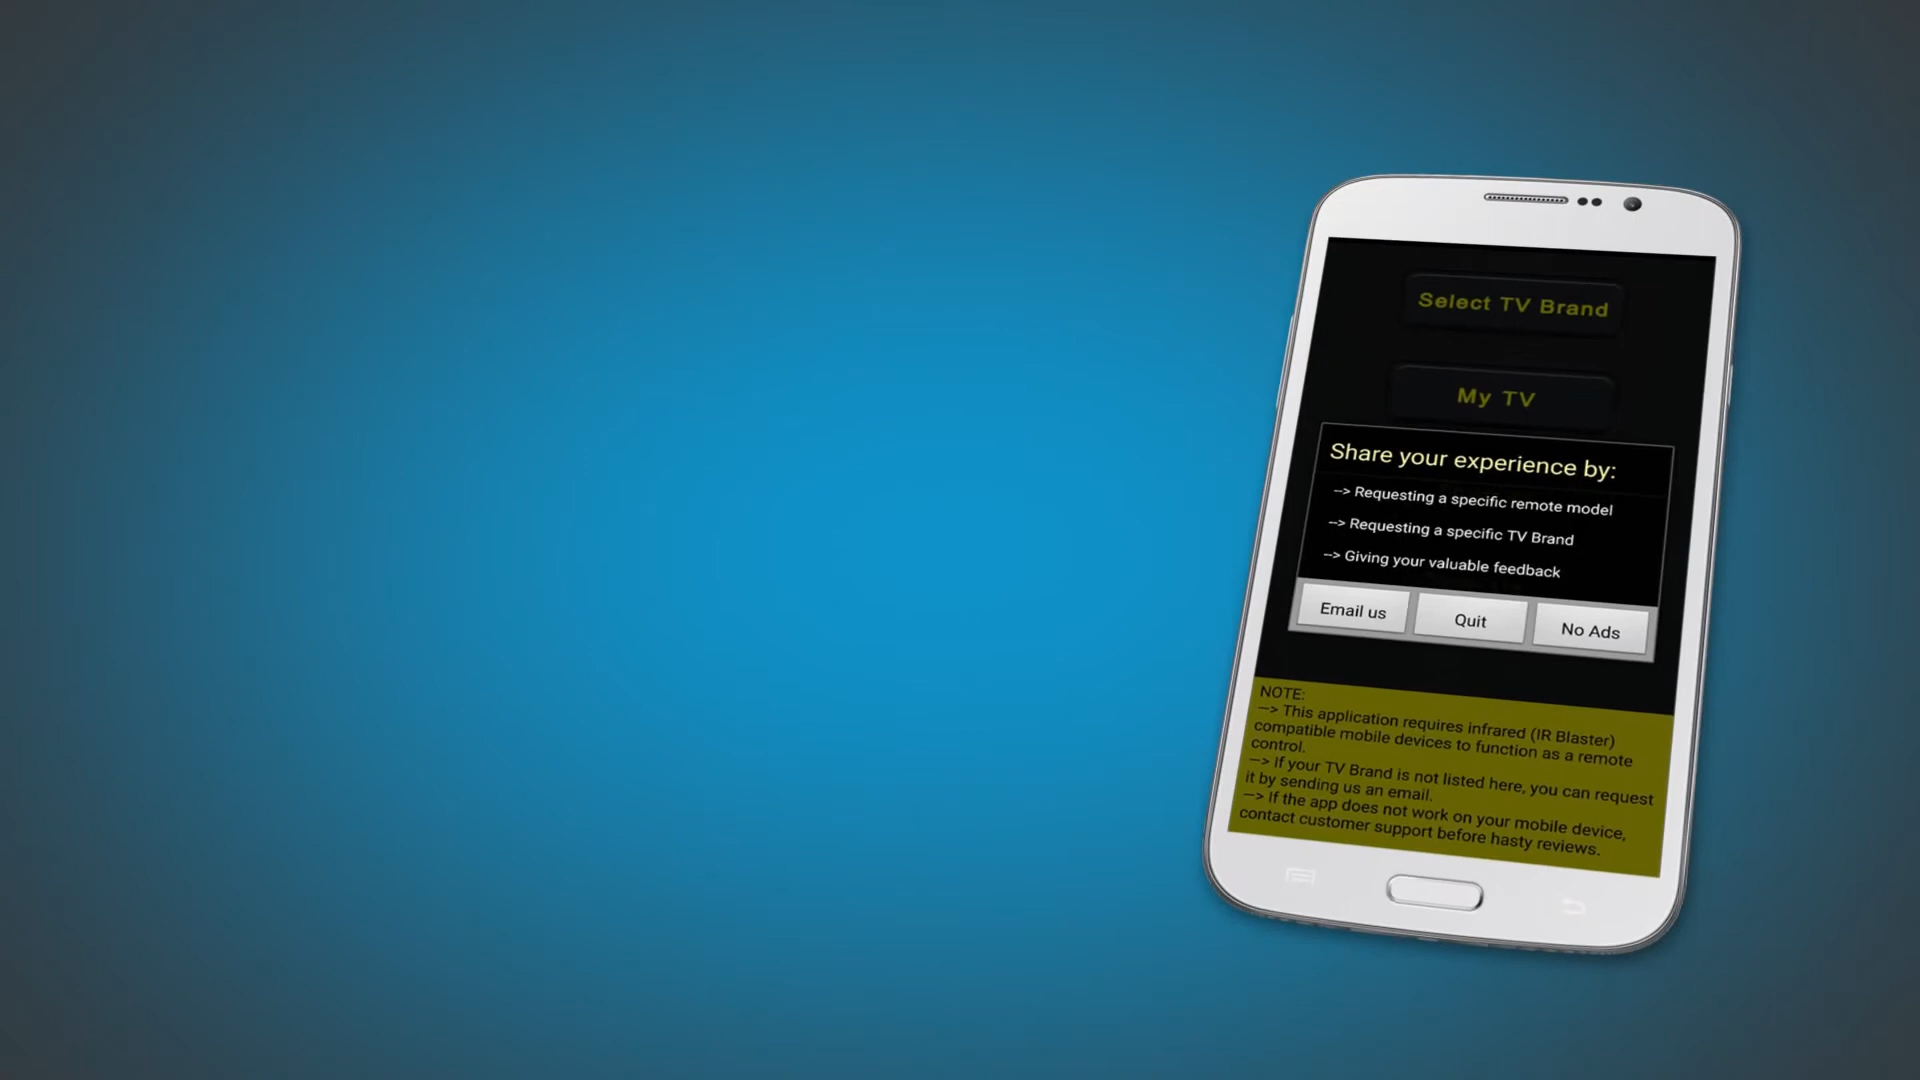 Select TV Brand
My TV
Share your experience by:
--> Requesting a specific remote model
--> Requesting a specific TV Brand
--> Giving your valuable feedback
Email us
Quit
No Ads
NOTE:
--> This application requires infrared (IR Blaster)
compatible mobile devices to function as a remote
control.
--> If your TV Brand is not listed here, you can request
it by sending us an email.
--> If the app does not work on your mobile device,
contact customer support before hasty reviews.